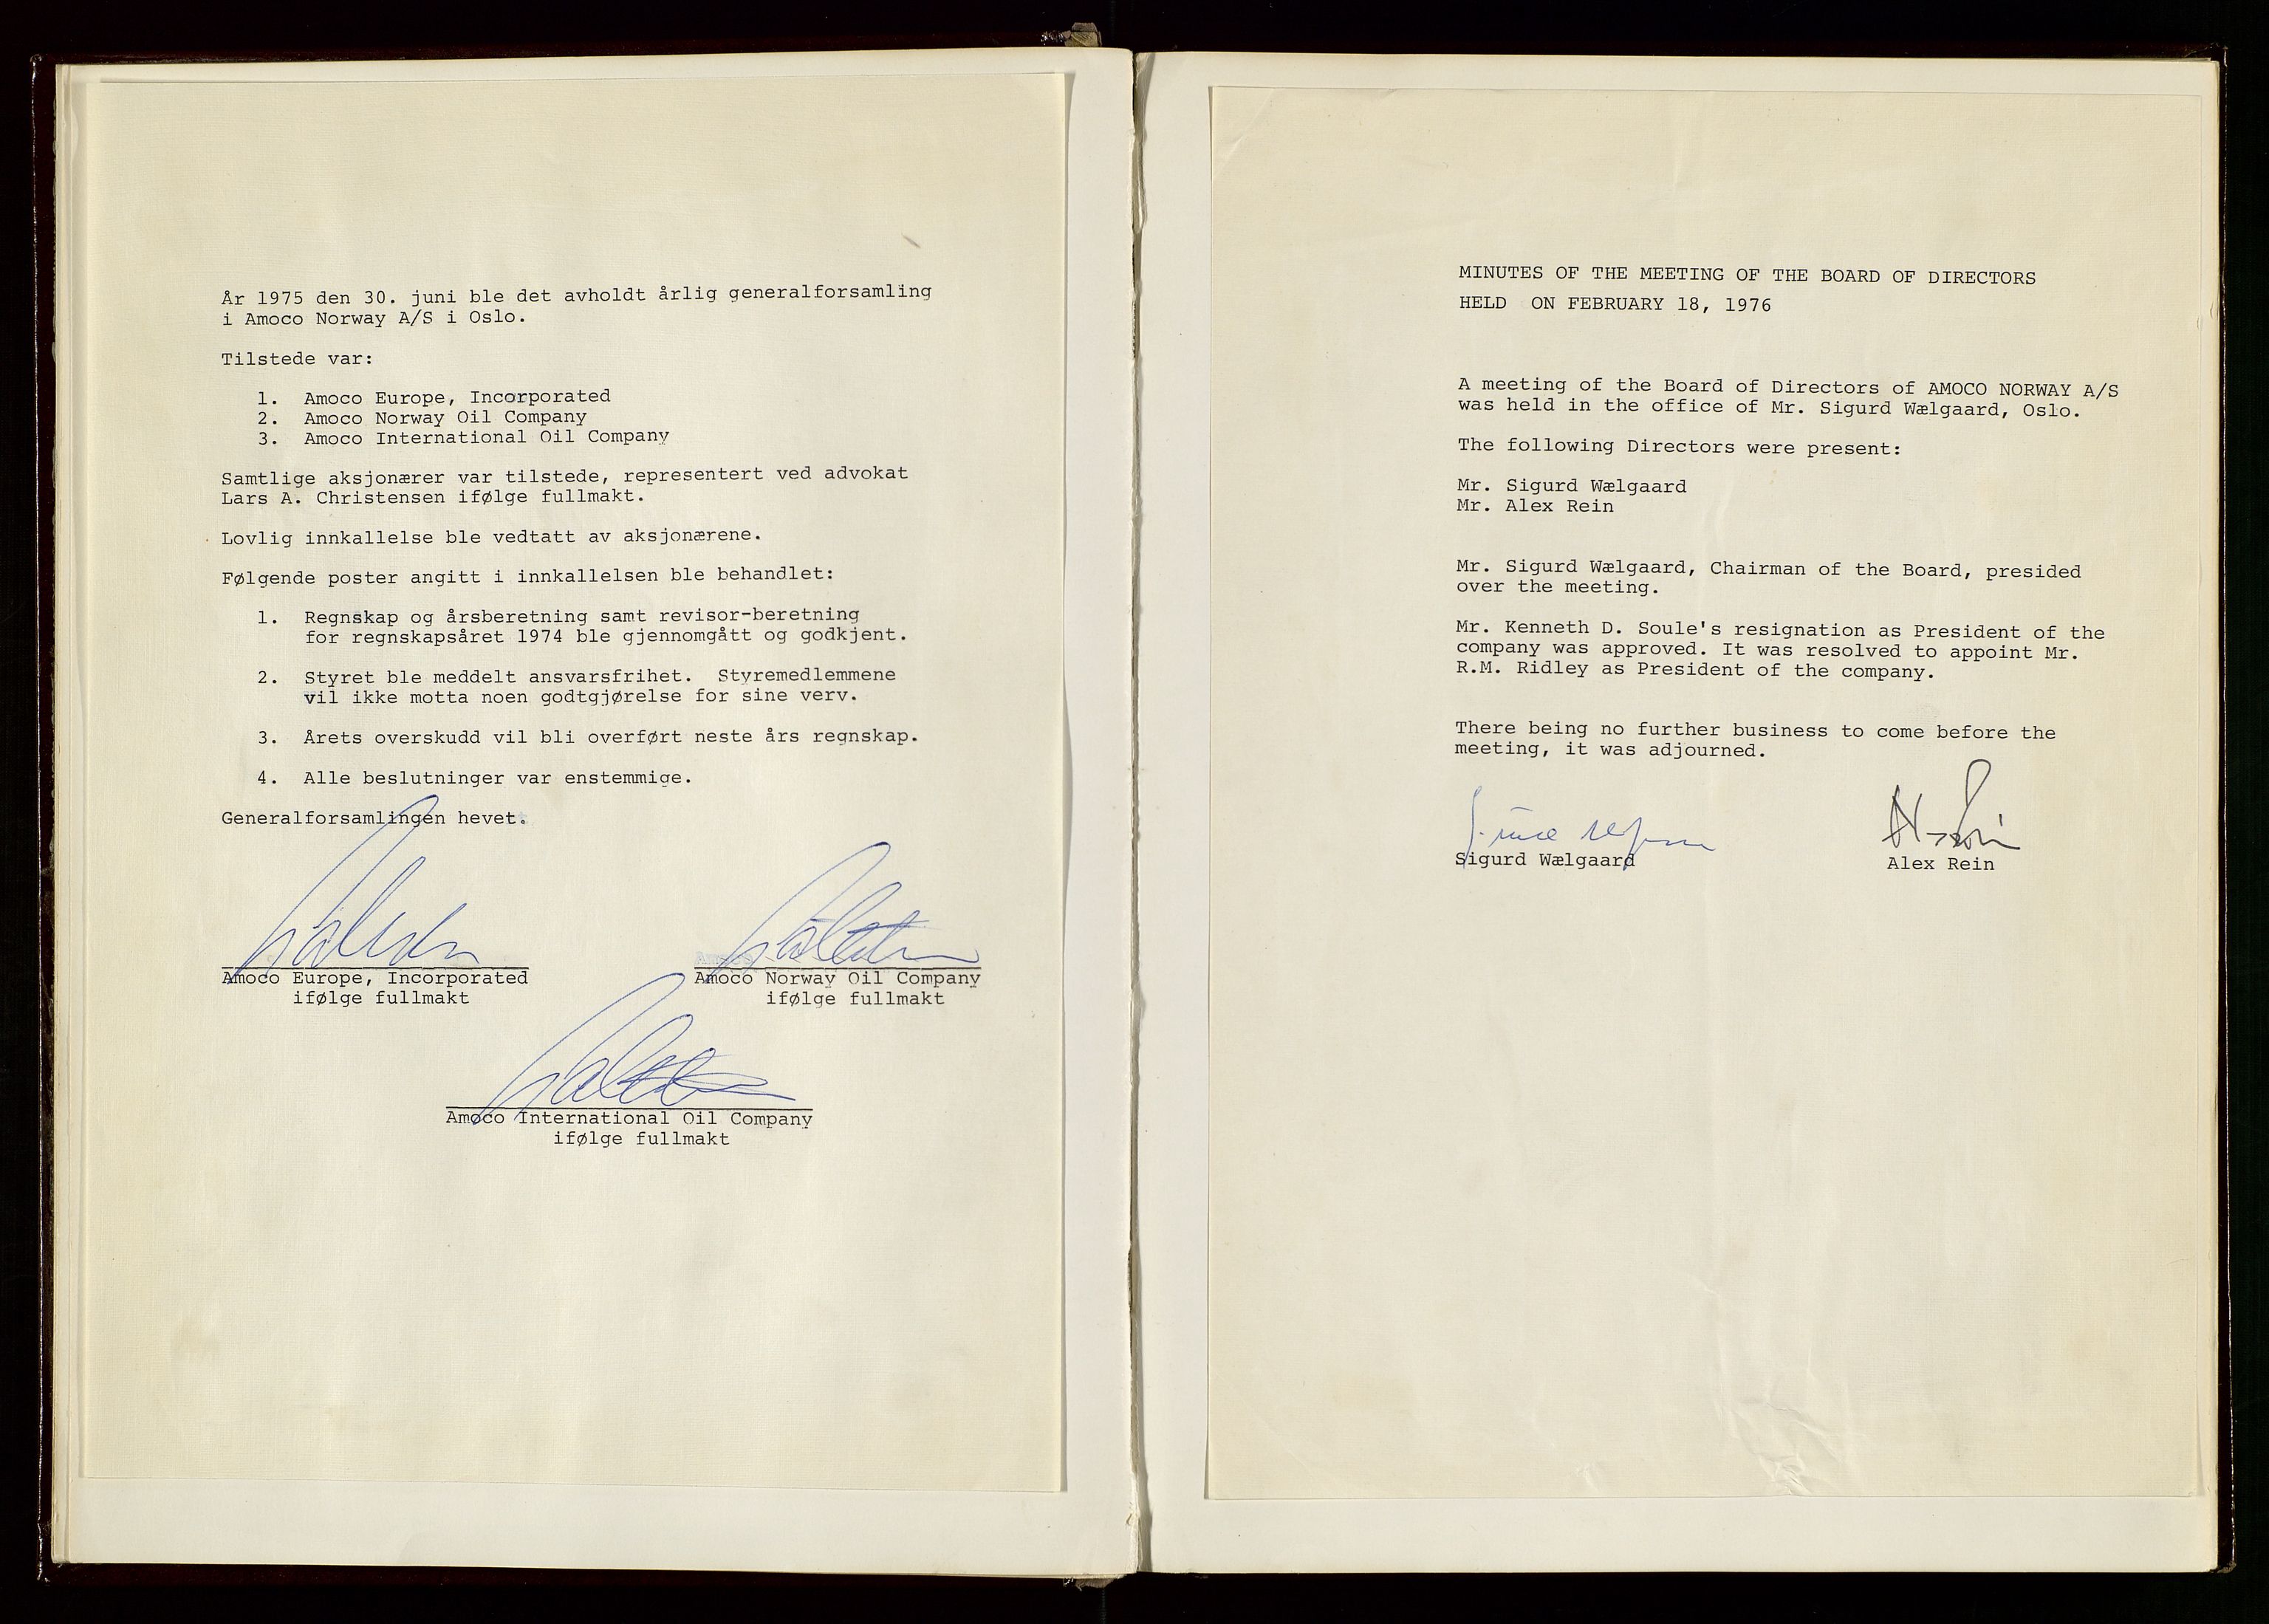 År 1975 den 30. juni ble det avholdt årlig generalforsamling
i Amoco Norway A/S i Oslo.
Tilstede var:
1. Amoco Europe, Incorporated
2. Amoco Norway Oil Company
3. Amoco International Oil Company
Samtlige aksjonærer var tilstede, representert ved advokat
Lars A. Christensen ifølge fullmakt.
Lovlig innkallelse ble vedtatt av aksjonærene.
Følgende poster angitt i innkallelsen ble behandlet:
1. Regnskap og årsberetning samt revisor-beretning
for regnskapsåret 1974 ble gjennomgått og godkjent.
2. Styret ble meddelt ansvarsfrihet. Styremedlemmene
vil ikke motta noen godtgjørelse for sine verv.
3. Årets overskudd vil bli overført neste års regnskap.
4. Alle beslutninger var enstemmige.
Generalforsamlingen hevet.
Amoco Europe, Incorporated
ifølge fullmakt
Amoco Norway Oil Company
ifølge fullmakt
Amoco International Oil Company
ifølge fullmakt
MINUTES OF THE MEETING OF THE BOARD OF DIRECTORS
HELD ON FEBRUARY 18, 1976
A meeting of the Board of Directors of AMOCO NORWAY A/S
was held in the office of Mr. Sigurd Wælgaard, Oslo.
The following Directors were present:
Mr. Sigurd Wælgaard
Mr. Alex Rein
Mr. Sigurd Wælgaard, Chairman of the Board, presided
over the meeting.
Mr. Kenneth D. Soule's resignation as President of the
company was approved. It was resolved to appoint Mr.
R.M. Ridley as President of the company.
There being no further business to come before the
meeting, it was adjourned.
Sigurd Wælgaard
Alex Rein